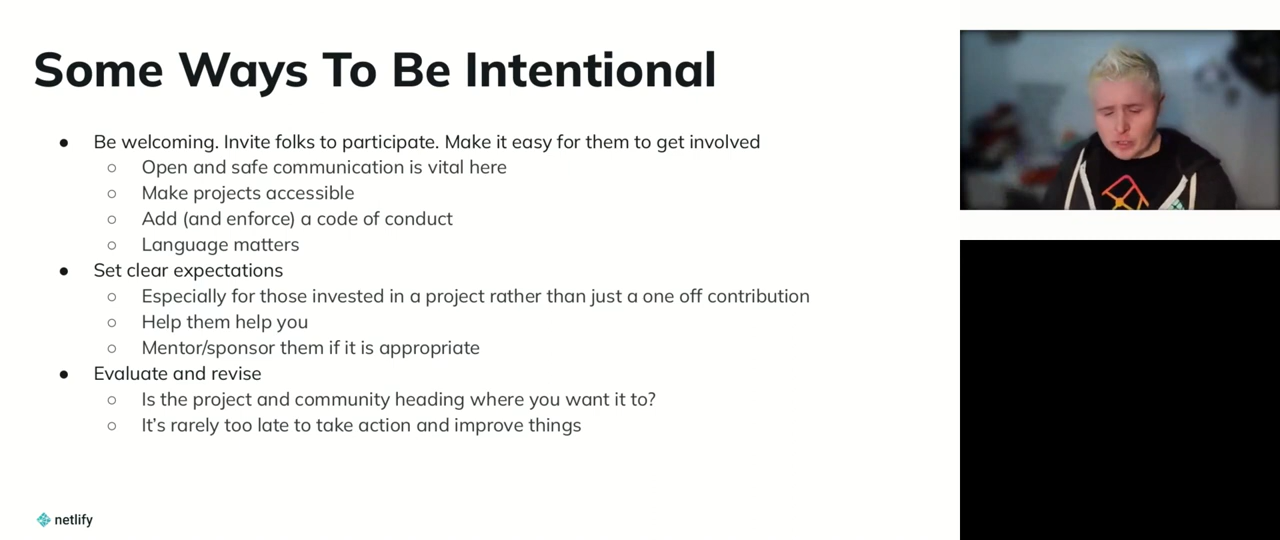 Some Ways To Be Intentional
● Be welcoming. Invite folks to participate. Make it easy for them to get involved
○ Open and safe communication is vital here
○ Make projects accessible
○ Add (and enforce) a code of conduct
○ Language matters
● Set clear expectations
○ Especially for those invested in a project rather than just a one off contribution
○ Help them help you
○ Mentor/sponsor them if it is appropriate
● Evaluate and revise
○ Is the project and community heading where you want it to?
○ It's rarely too late to take action and improve things
netlify